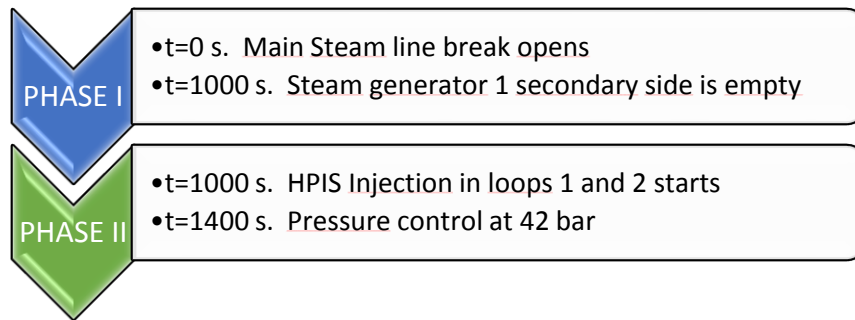 PHASE I
•t=0 s. Main Steam line break opens
•t=1000 s. Steam generator 1 secondary side is empty
PHASE II
•t=1000 s. HPIS Injection in loops 1 and 2 starts
•t=1400 s. Pressure control at 42 bar